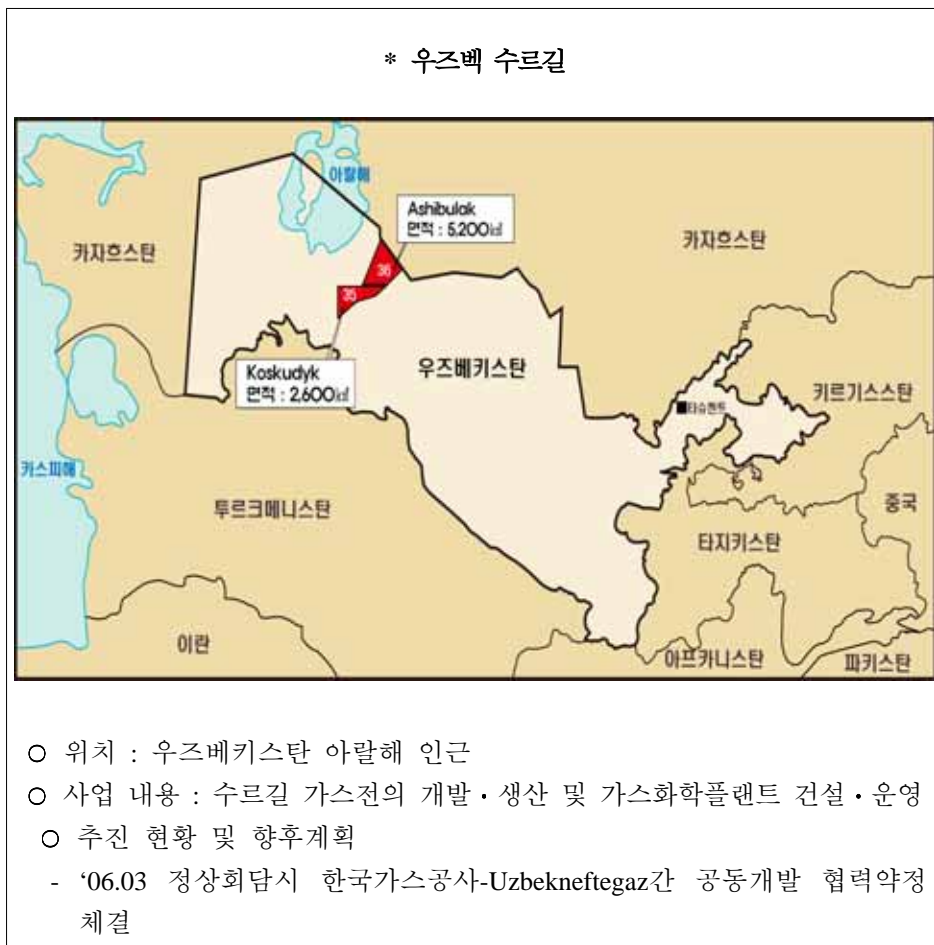 * 우즈벡 수르길
아랄해
Ashibulak
면적 : 5,200㎢
카자흐스탄
카자흐스탄
36
35
Koskudyk
면적 : 2,600㎢
우즈베키스탄
키르기스스탄
타슈켄트
카스피해
투르크메니스탄
중국
타지키스탄
이란
아프카니스탄
파키스탄
○ 위치 : 우즈베키스탄 아랄해 인근
○ 사업 내용 : 수르길 가스전의 개발·생산 및 가스화학플랜트 건설·운영
○ 추진 현황 및 향후계획
- ‘06.03 정상회담시 한국가스공사-Uzbekneftegaz간 공동개발 협력약정
체결